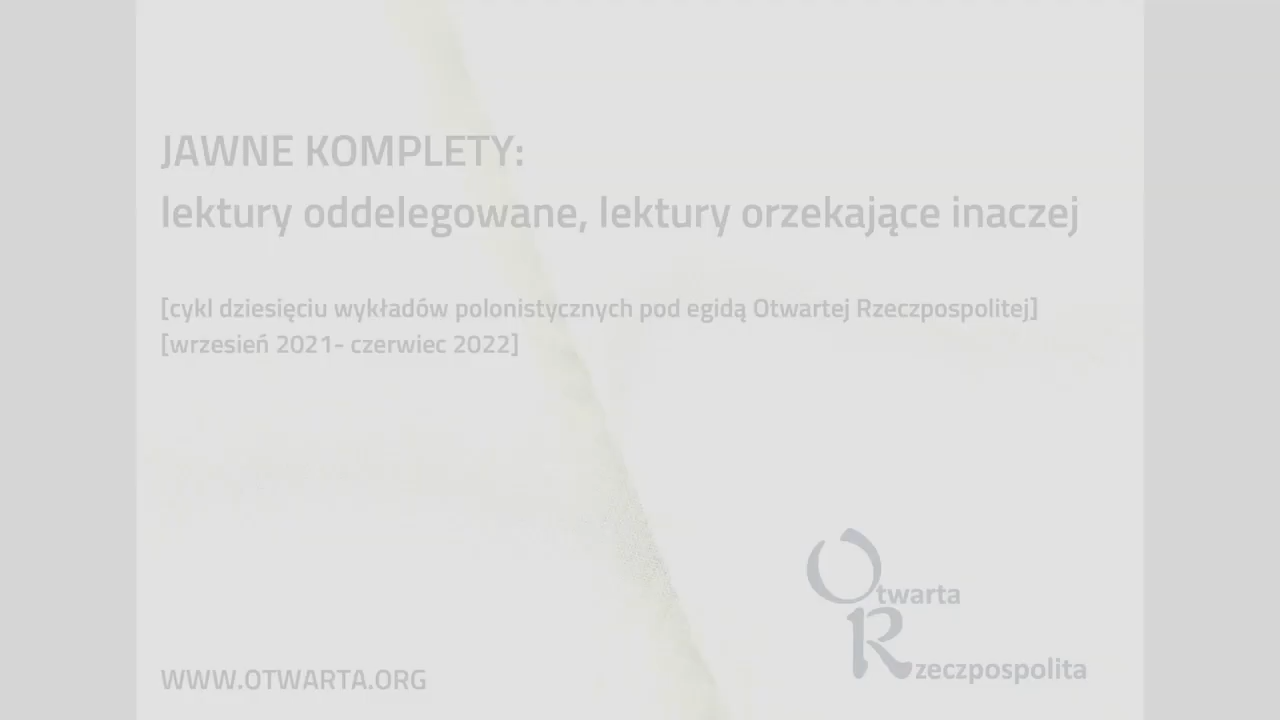 JAWNE KOMPLETY:
lektury oddelegowane, lektury orzekające inaczej
[cykl dziesięciu wykładów polonistycznych pod egidą Otwartej Rzeczpospolitej]
[wrzesień 2021- czerwiec 2022]
Otwarta
Rzeczpospolita
WWW.OTWARTA.ORG